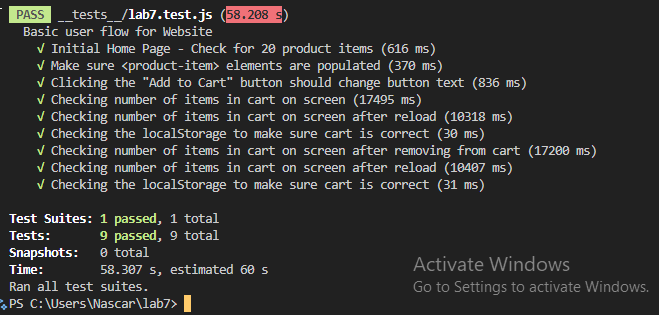 PASS __tests__/lab7.test.js (58.208 s)
Basic user flow for Website
√ Initial Home Page - Check for 20 product items (616 ms)
√ Make sure <product-item> elements are populated (370 ms)
√ Clicking the "Add to Cart" button should change button text (836 ms)
√ Checking number of items in cart on screen (17495 ms)
√ Checking number of items in cart on screen after reload (10318 ms)
√ Checking the localStorage to make sure cart is correct (30 ms)
√ Checking number of items in cart on screen after removing from cart (17200 ms)
√ Checking number of items in cart on screen after reload (10407 ms)
√ Checking the localStorage to make sure cart is correct (31 ms)
Test Suites: 1 passed, 1 total
Tests: 9 passed, 9 total
Snapshots: 0 total
Time: 58.307 s, estimated 60 s
Ran all test suites.
PS C:\Users\Nascar\lab7>
Activate Windows
Go to Settings to activate Windows.